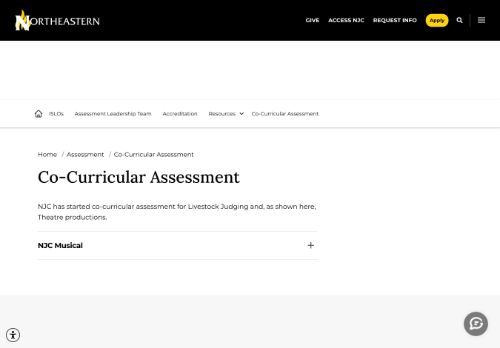 NORTHEASTERN
GIVE ACCESS NJC REQUEST INFO Apply
ISLOs Assessment Leadership Team Accreditation Resources Co-Curricular Assessment
Home / Assessment / Co-Curricular Assessment
Co-Curricular Assessment
NJC has started co-curricular assessment for Livestock Judging and, as shown here,
Theatre productions.
NJC Musical